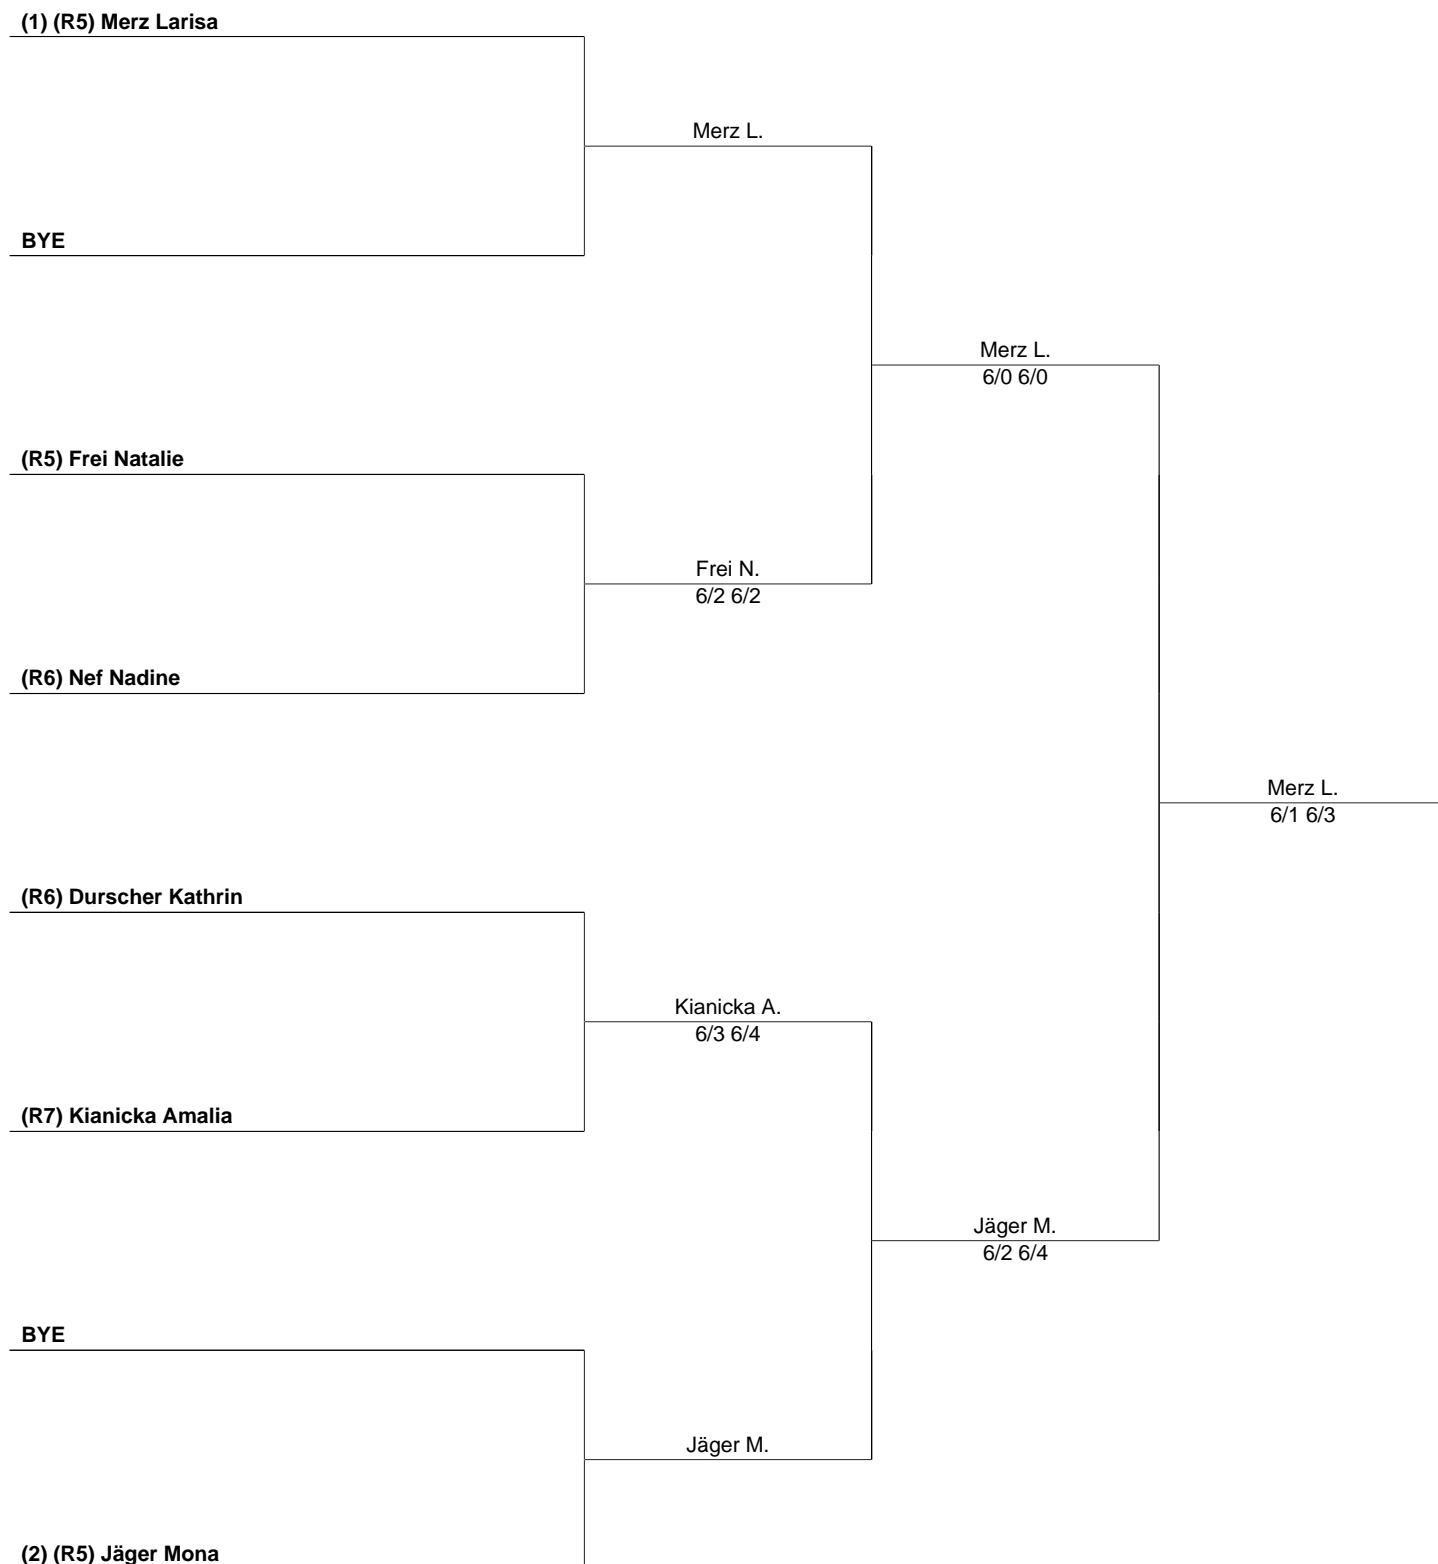 (1) (R5) Merz Larisa
Merz L.
BYE
Merz L.
6/0 6/0
(R5) Frei Natalie
Frei N.
6/2 6/2
(R6) Nef Nadine
Merz L.
6/1 6/3
(R6) Durscher Kathrin
Kianicka A.
6/3 6/4
(R7) Kianicka Amalia
Jäger M.
6/2 6/4
BYE
Jäger M.
(2) (R5) Jäger Mona